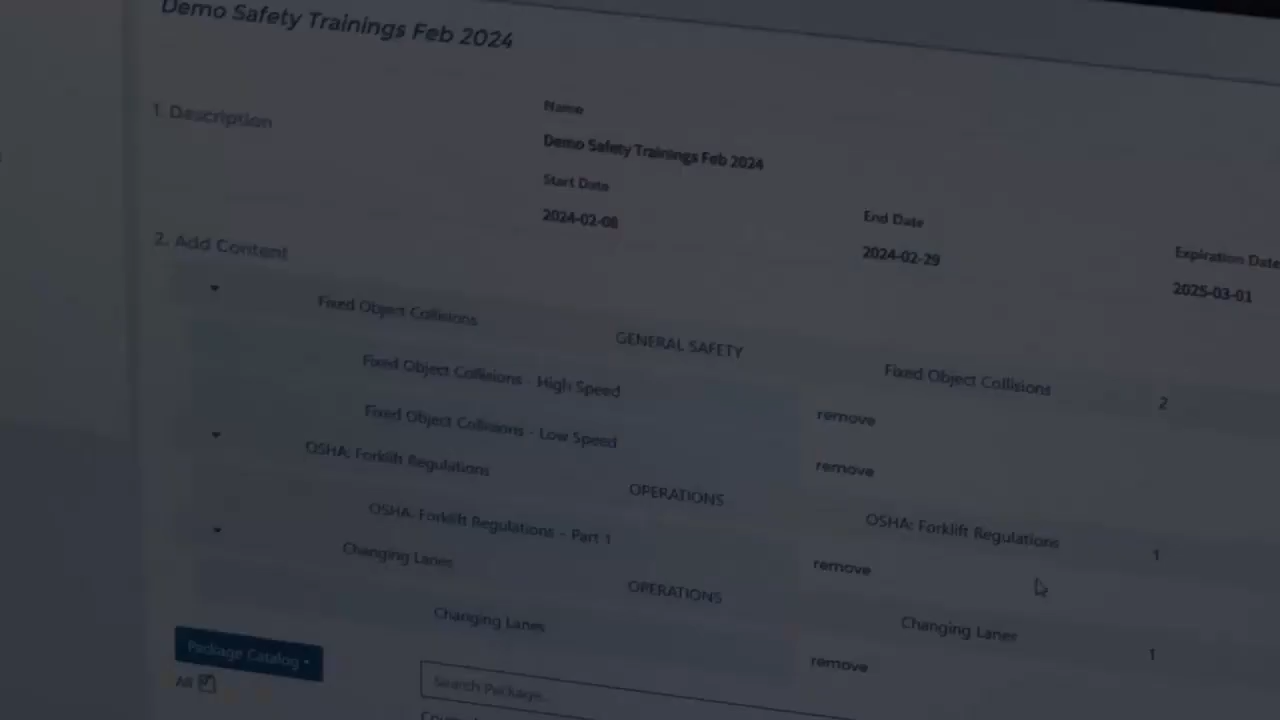 Demo Safety Trainings Feb 2024
1. Description
Name
Demo Safety Trainings Feb 2024
Start Date
2024-02-08
End Date
2024-02-29
Expiration Date
2025-03-01
2. Add Content
Fixed Object Collisions
GENERAL SAFETY
Fixed Object Collisions
2
Fixed Object Collisions - High Speed
remove
Fixed Object Collisions - Low Speed
remove
OSHA: Forklift Regulations
OPERATIONS
OSHA: Forklift Regulations
1
OSHA: Forklift Regulations - Part 1
remove
Changing Lanes
OPERATIONS
Changing Lanes
1
Changing Lanes
remove
Package Catalog
All
Search Package...